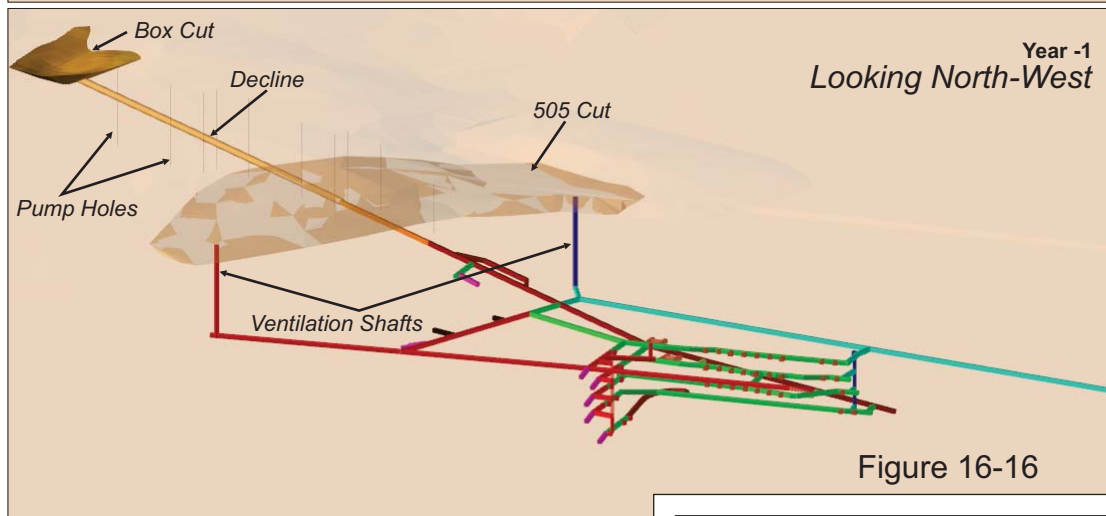 Box Cut
Year -1
Looking North-West
Decline
505 Cut
Pump Holes
Ventilation Shafts
Figure 16-16